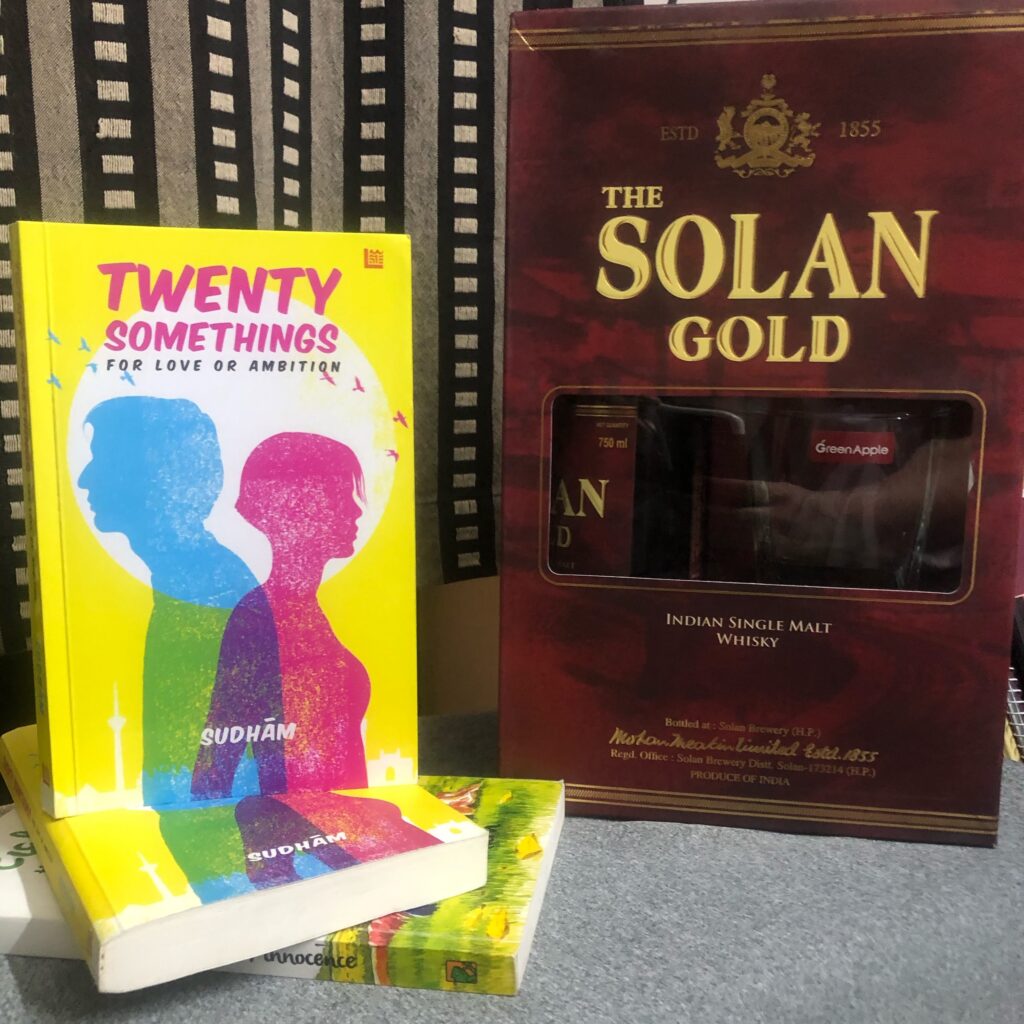 TWENTY
SOMETHINGS
FOR LOVE OR AMBITION
SUDHĀM
SUDHĀM
innocence
ESTD 1855
THE
SOLAN
GOLD
NET QUANTITY
750 ml
AN
D
GreenApple
INDIAN SINGLE MALT
WHISKY
Bottled at : Solan Brewery (H.P.)
Mohan Meakin Limited Estd. 1855
Regd. Office : Solan Brewery Distt. Solan-173214 (H.P.)
PRODUCE OF INDIA